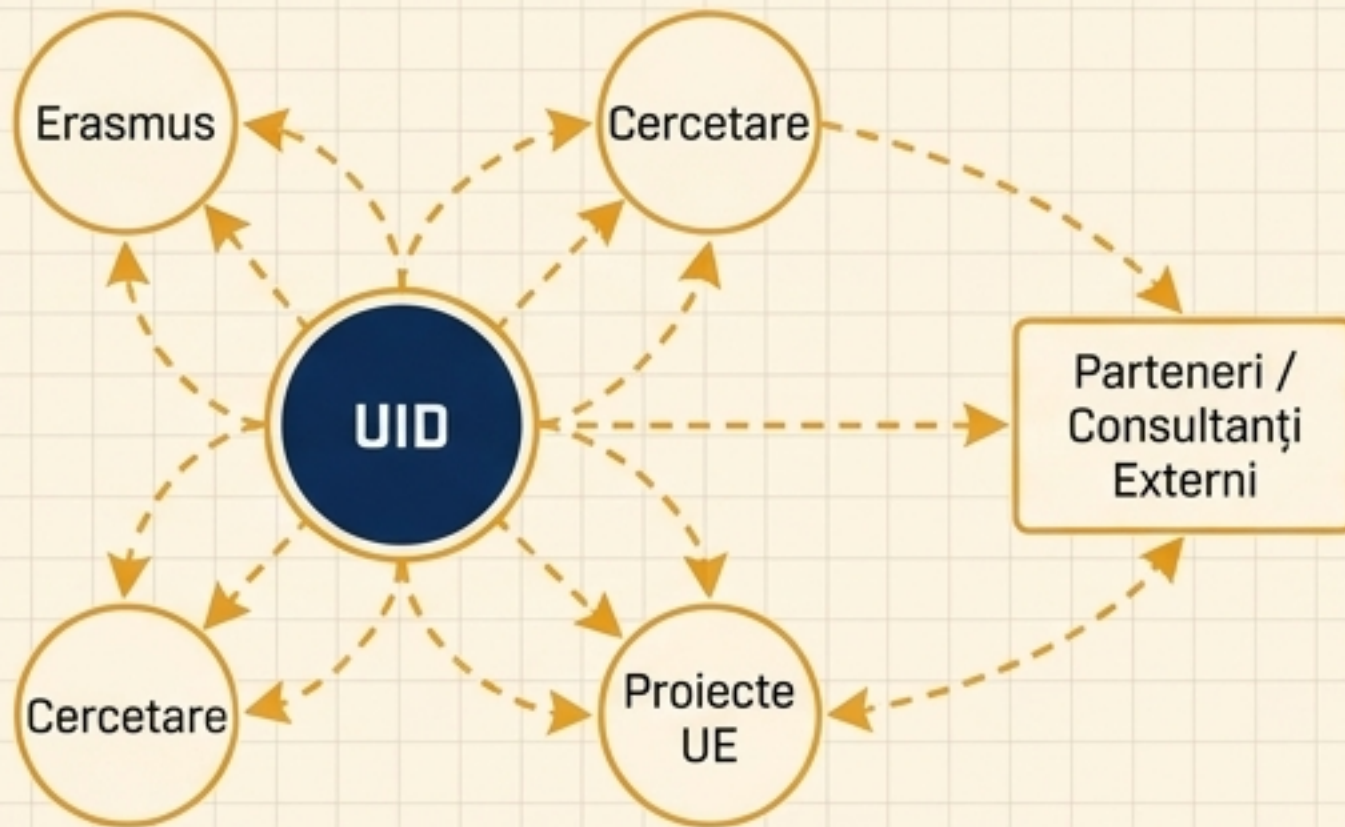 Erasmus
Cercetare
UID
Parteneri /
Consultanți
Externi
Cercetare
Proiecte
UE